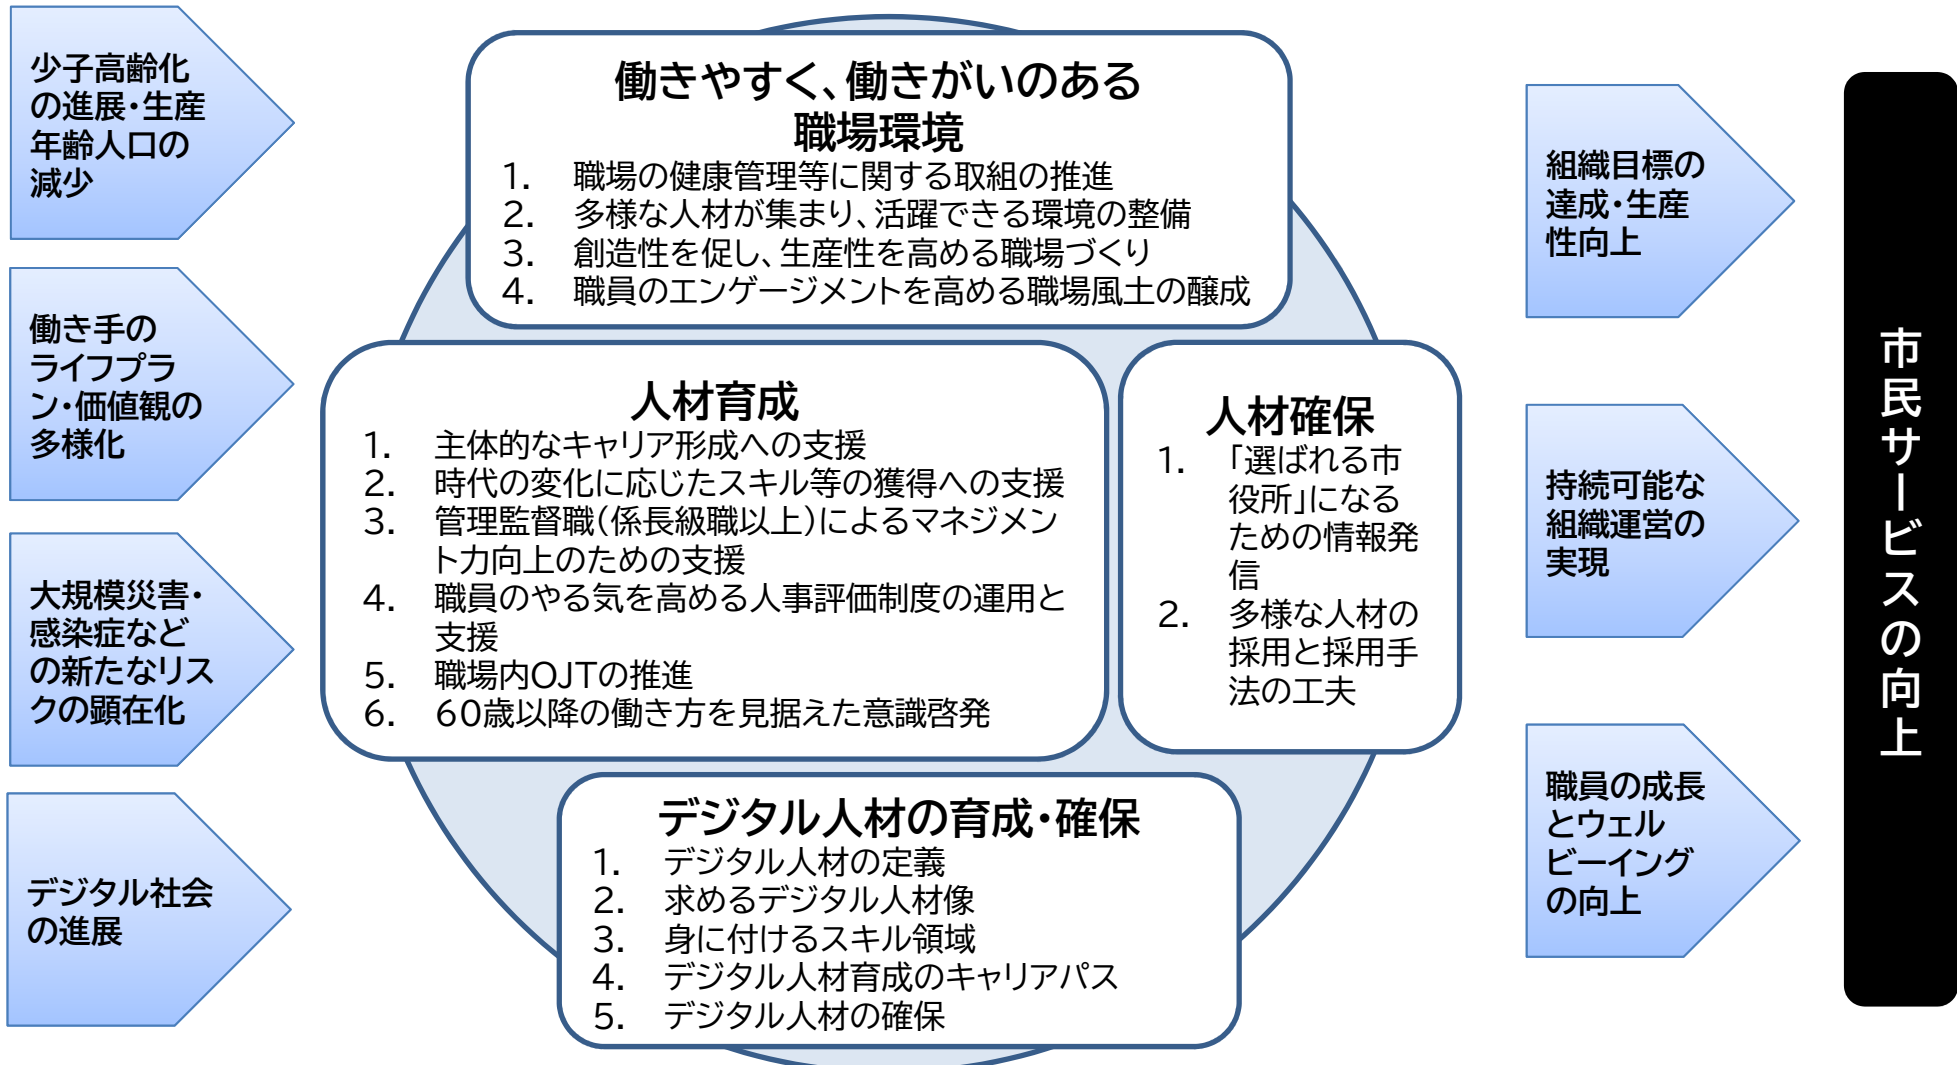 少子高齢化
の進展・生産
年齢人口の
減少
働き手の
ライフプラ
ン・価値観の
多様化
大規模災害・
感染症など
の新たなリス
クの顕在化
デジタル社会
の進展
働きやすく、働きがいのある
職場環境
1. 職場の健康管理等に関する取組の推進
2. 多様な人材が集まり、活躍できる環境の整備
3. 創造性を促し、生産性を高める職場づくり
4. 職員のエンゲージメントを高める職場風土の醸成
人材育成
1. 主体的なキャリア形成への支援
2. 時代の変化に応じたスキル等の獲得への支援
3. 管理監督職(係長級職以上)によるマネジメン
ト力向上のための支援
4. 職員のやる気を高める人事評価制度の運用と
支援
5. 職場内OJTの推進
6. 60歳以降の働き方を見据えた意識啓発
人材確保
1. 「選ばれる市
役所」になる
ための情報発
信
2. 多様な人材の
採用と採用手
法の工夫
デジタル人材の育成・確保
1. デジタル人材の定義
2. 求めるデジタル人材像
3. 身に付けるスキル領域
4. デジタル人材育成のキャリアパス
5. デジタル人材の確保
組織目標の
達成・生産
性向上
持続可能な
組織運営の
実現
職員の成長
とウェル
ビーイング
の向上
市民サービスの向上